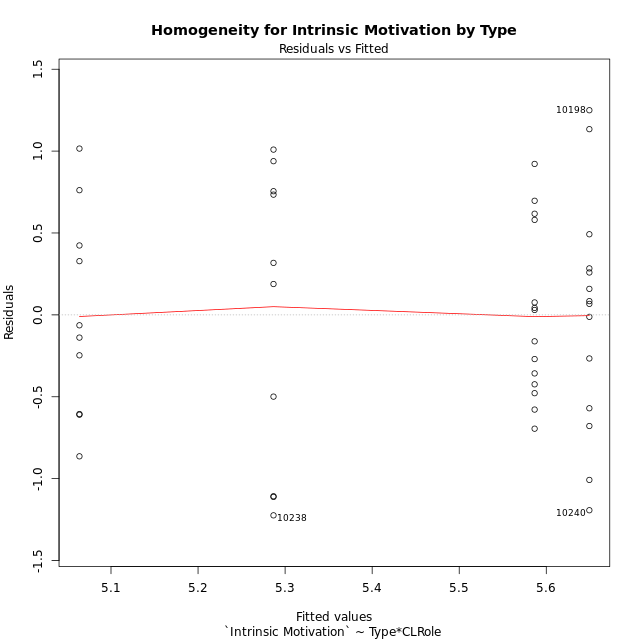 Homogeneity for Intrinsic Motivation by Type
Residuals vs Fitted
1.5
1.0
0.5
0.0
-0.5
-1.0
-1.5
Residuals
10198
10238
10240
5.1 5.2 5.3 5.4 5.5 5.6
Fitted values
`Intrinsic Motivation` ~ Type*CLRole